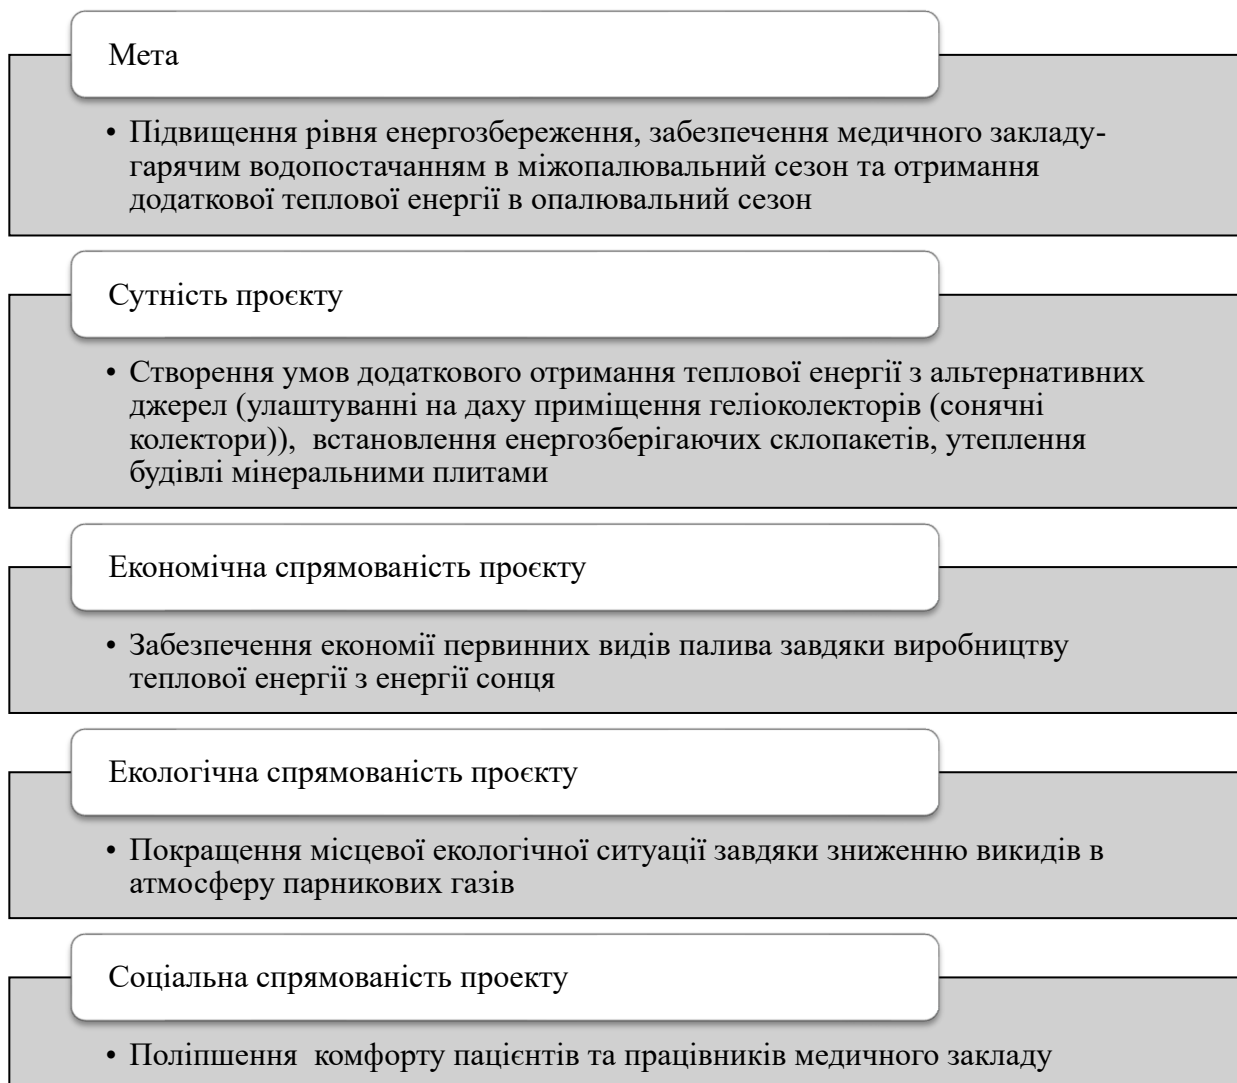 Мета
• Підвищення рівня енергозбереження, забезпечення медичного закладу-
гарячим водопостачанням в міжопалювальний сезон та отримання
додаткової теплової енергії в опалювальний сезон
Сутність проєкту
• Створення умов додаткового отримання теплової енергії з альтернативних
джерел (улаштуванні на даху приміщення геліоколекторів (сонячні
колектори)),  встановлення енергозберігаючих склопакетів, утеплення
будівлі мінеральними плитами
Економічна спрямованість проєкту
• Забезпечення економії первинних видів палива завдяки виробництву
теплової енергії з енергії сонця
Екологічна спрямованість проєкту
• Покращення місцевої екологічної ситуації завдяки зниженню викидів в
атмосферу парникових газів
Соціальна спрямованість проекту
• Поліпшення  комфорту пацієнтів та працівників медичного закладу